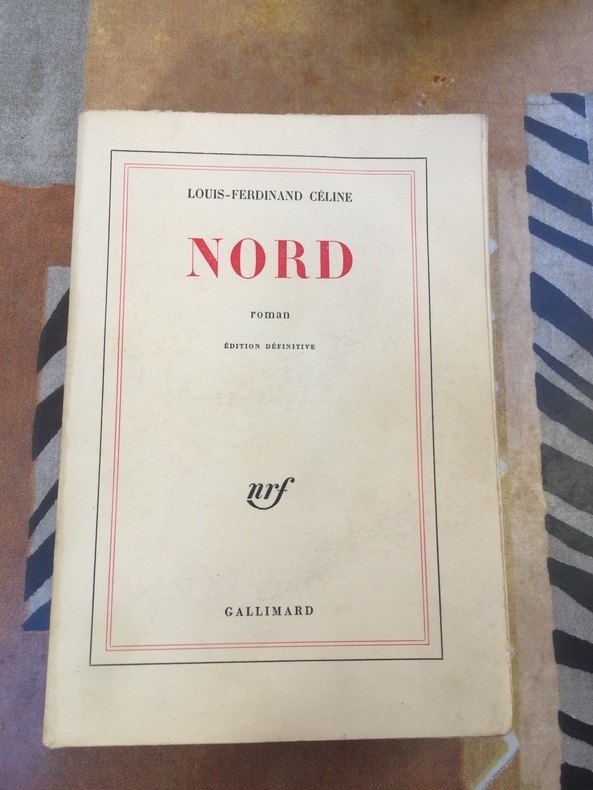 LOUIS-FERDINAND CÉLINE
NORD
roman
ÉDITION DÉFINITIVE
nrf
GALLIMARD